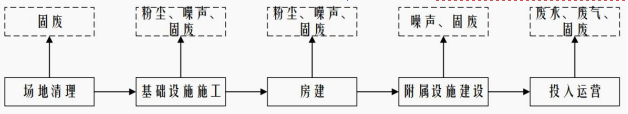 固废
粉尘、噪声、
固废
粉尘、噪声、
固废
噪声、固废
废水、废气、
固废
场地清理
基础设施施工
房建
附属设施建设
投入运营